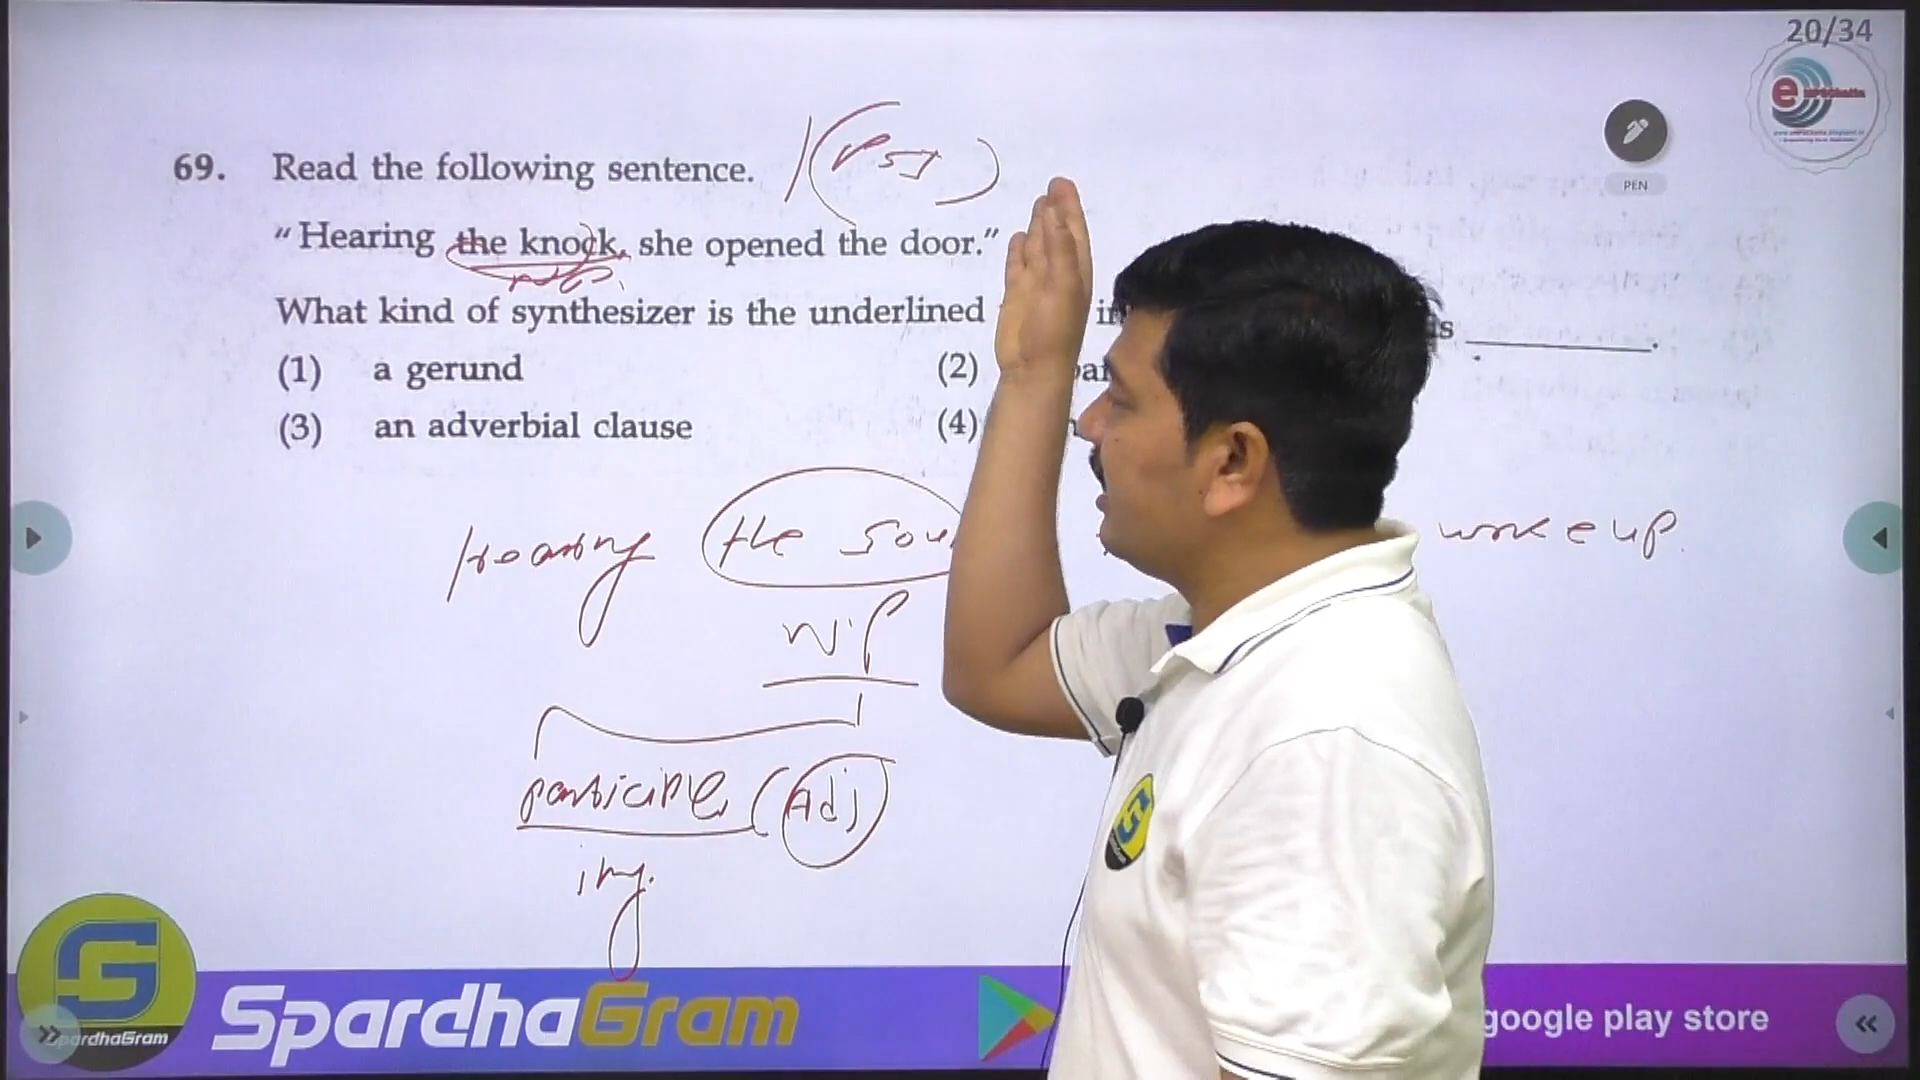 20/34
e
PEN
69. Read the following sentence.
"Hearing the knock, she opened the door."
What kind of synthesizer is the underlined
(1) a gerund (2)
(3) an adverbial clause (4)
Hearing the wokeup.
N.P
participle (Adj)
ing.
SpardhaGram
SpardhaGram
google play store